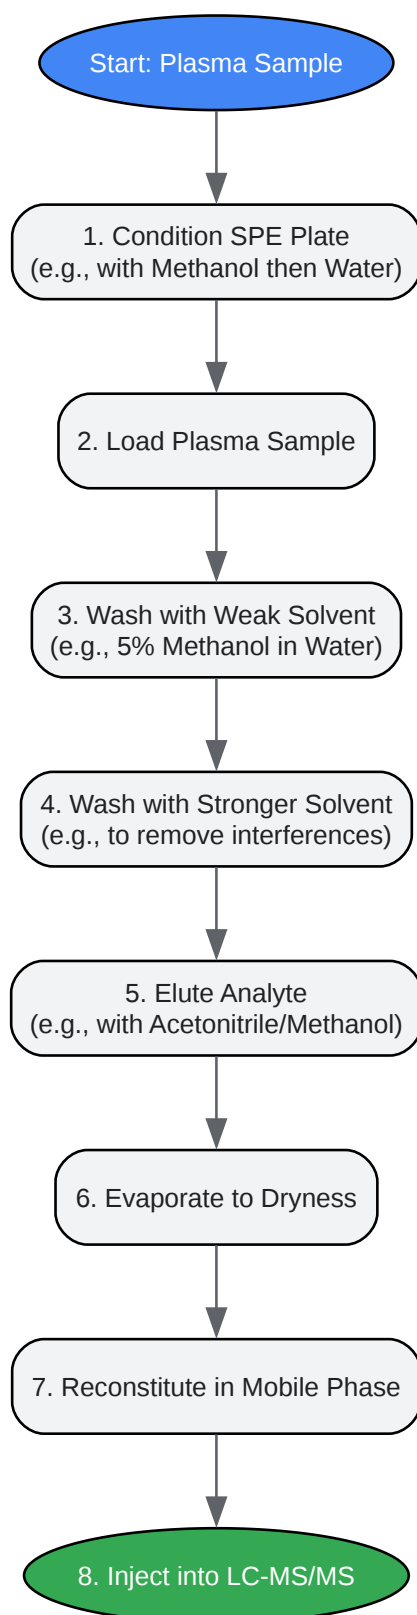 Start: Plasma Sample
1. Condition SPE Plate
(e.g., with Methanol then Water)
2. Load Plasma Sample
3. Wash with Weak Solvent
(e.g., 5% Methanol in Water)
4. Wash with Stronger Solvent
(e.g., to remove interferences)
5. Elute Analyte
(e.g., with Acetonitrile/Methanol)
6. Evaporate to Dryness
7. Reconstitute in Mobile Phase
8. Inject into LC-MS/MS